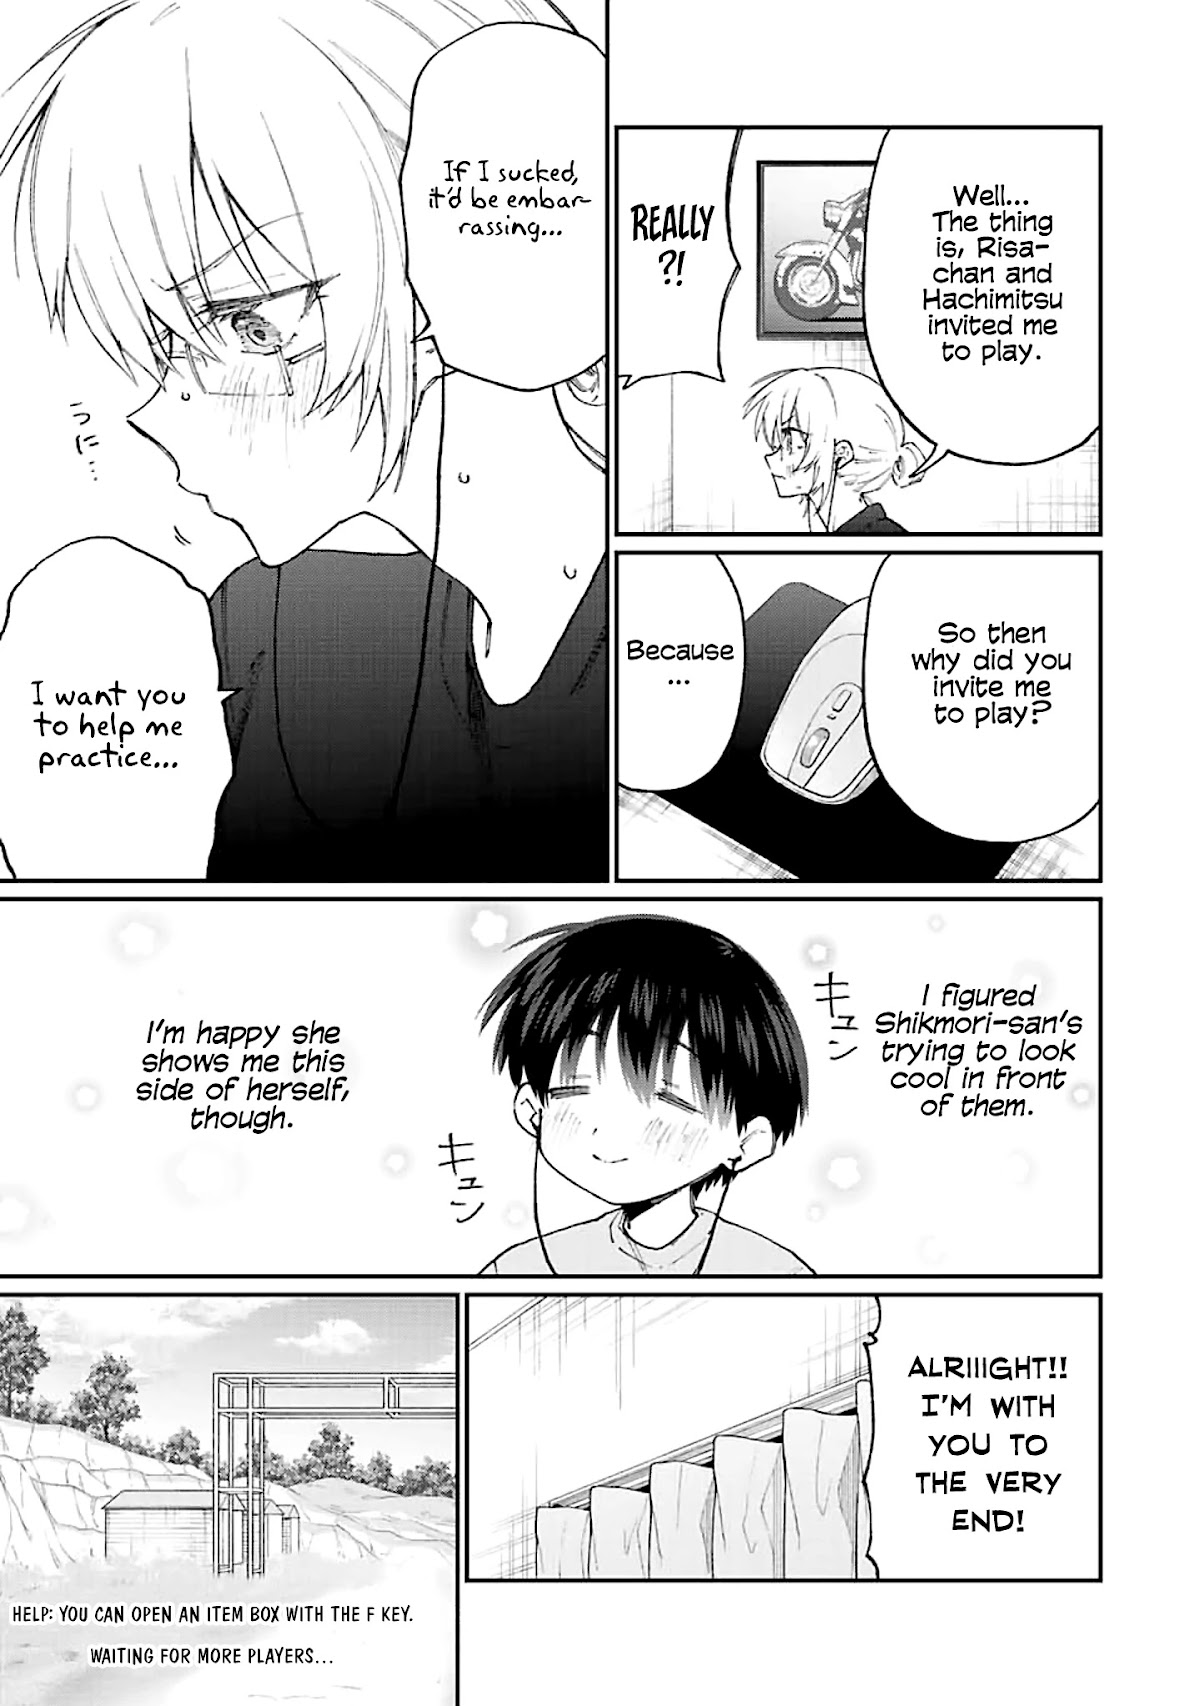 Well...
The thing
is, Risa-
chan and
Hachimitsu
invited me
to play.
REALLY
?!
So then
why did you
invite me
to play?
Because
...
If I sucked,
it'd be embar-
rassing...
うに...
I want you
to help me
practice...
I figured
Shikmori-san's
trying to look
cool in front
of them.
キュン
I'm happy she
shows me this
side of herself,
though.
キュン
ALRIIIGHT!!
I'M WITH
YOU TO
THE VERY
END!
HELP: YOU CAN OPEN AN ITEM BOX WITH THE F KEY.
WAITING FOR MORE PLAYERS...